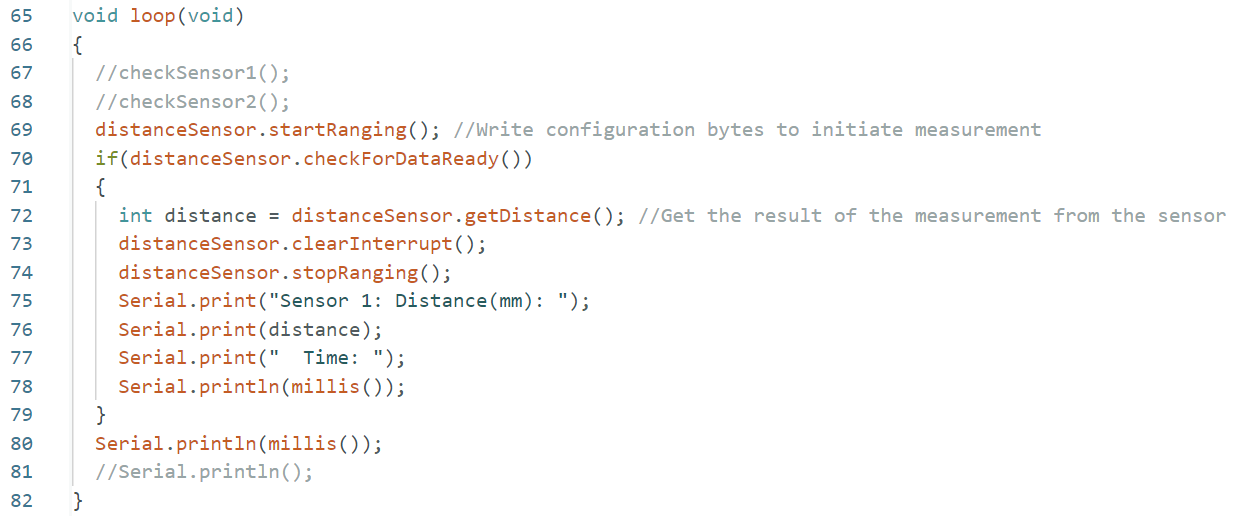 65 void loop(void)
66 {
67   //checkSensor1();
68   //checkSensor2();
69   distanceSensor.startRanging(); //Write configuration bytes to initiate measurement
70   if(distanceSensor.checkForDataReady())
71   {
72     int distance = distanceSensor.getDistance(); //Get the result of the measurement from the sensor
73     distanceSensor.clearInterrupt();
74     distanceSensor.stopRanging();
75     Serial.print("Sensor 1: Distance(mm): ");
76     Serial.print(distance);
77     Serial.print("  Time: ");
78     Serial.println(millis());
79   }
80   Serial.println(millis());
81   //Serial.println();
82 }